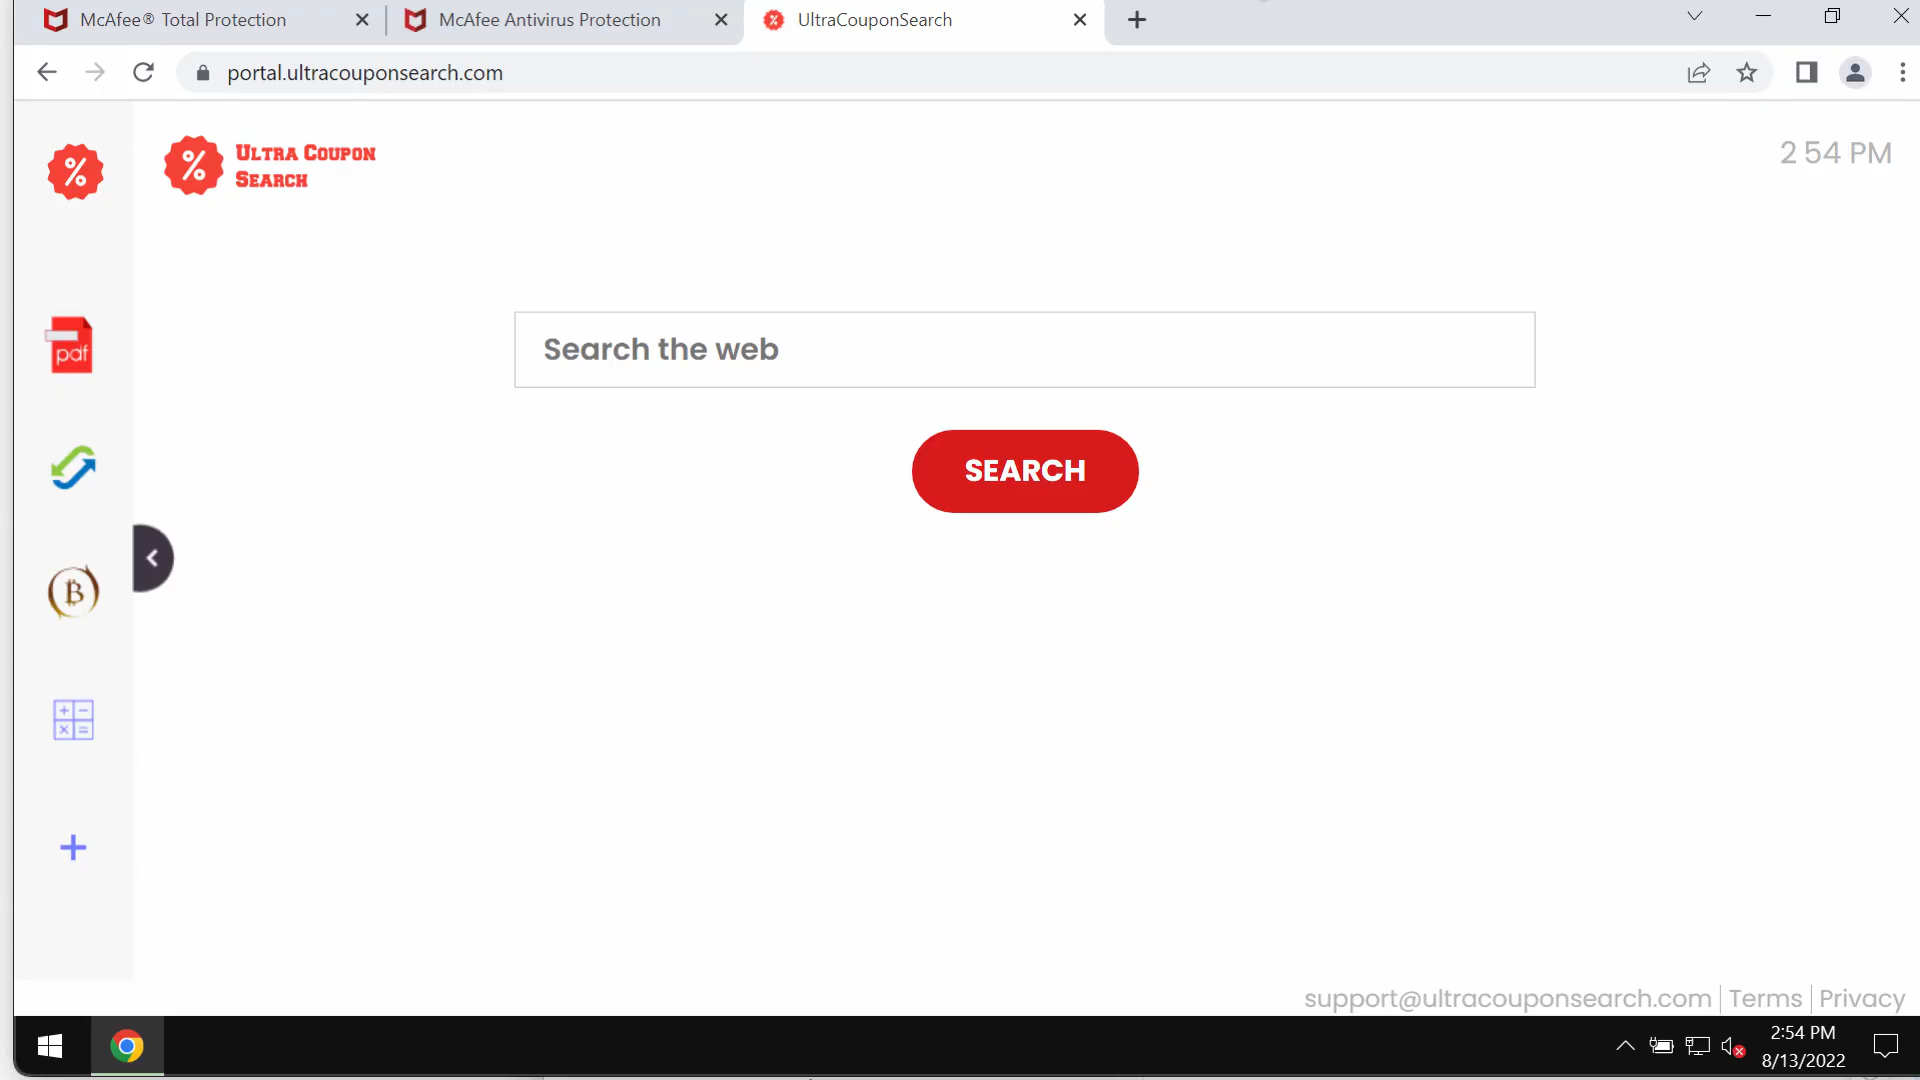 McAfee® Total Protection
McAfee Antivirus Protection
UltraCouponSearch
portal.ultracouponsearch.com
Ultra Coupon
Search
2 54 PM
pdf
Search the web
SEARCH
support@ultracouponsearch.com | Terms | Privacy
2:54 PM
8/13/2022